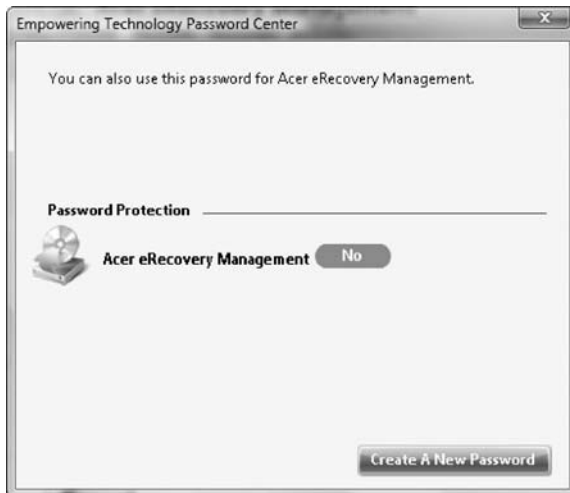 Empowering Technology Password Center
You can also use this password for Acer eRecovery Management.
Password Protection
Acer eRecovery Management No
Create A New Password